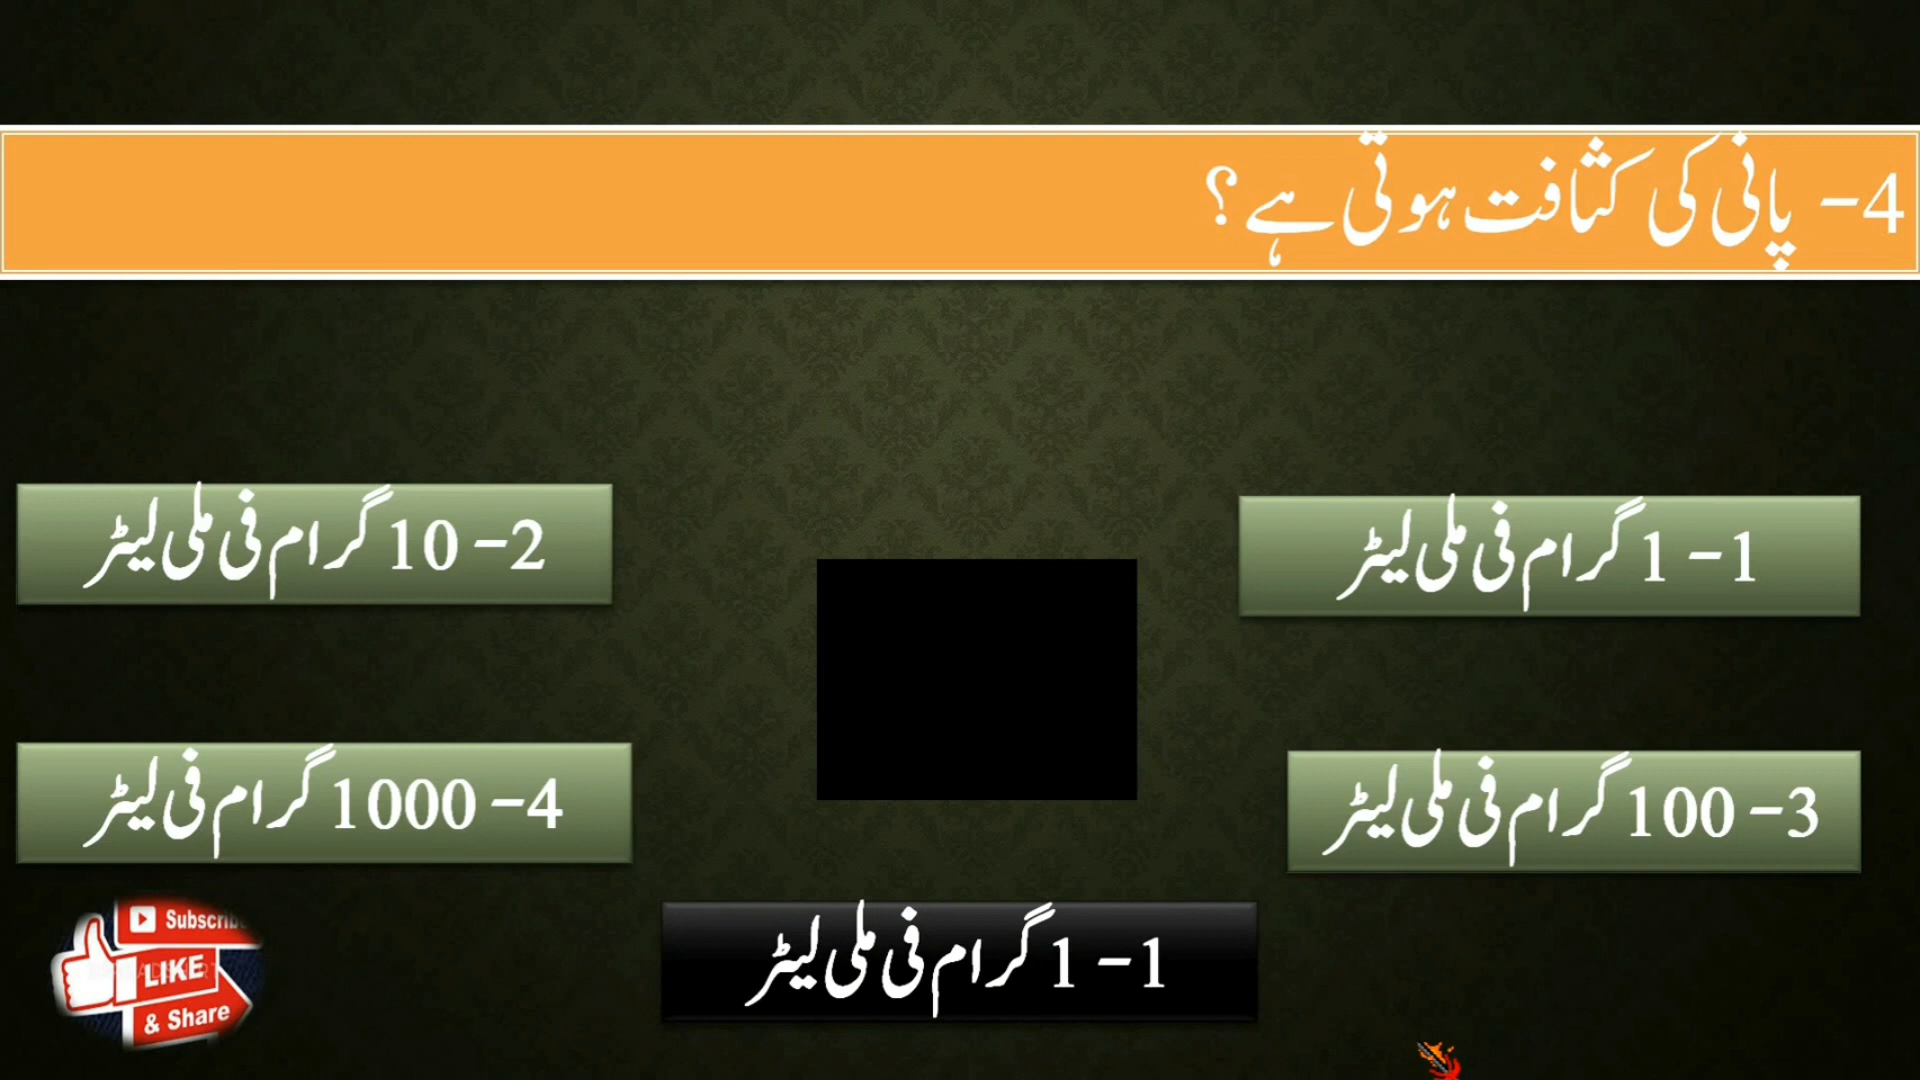 4- پانی کی کثافت ہوتی ہے؟
1- 1 گرام فی ملی لیٹر
2- 10 گرام فی ملی لیٹر
3- 100 گرام فی ملی لیٹر
4- 1000 گرام فی لیٹر
1- 1 گرام فی ملی لیٹر
Subscribe
LIKE
& Share